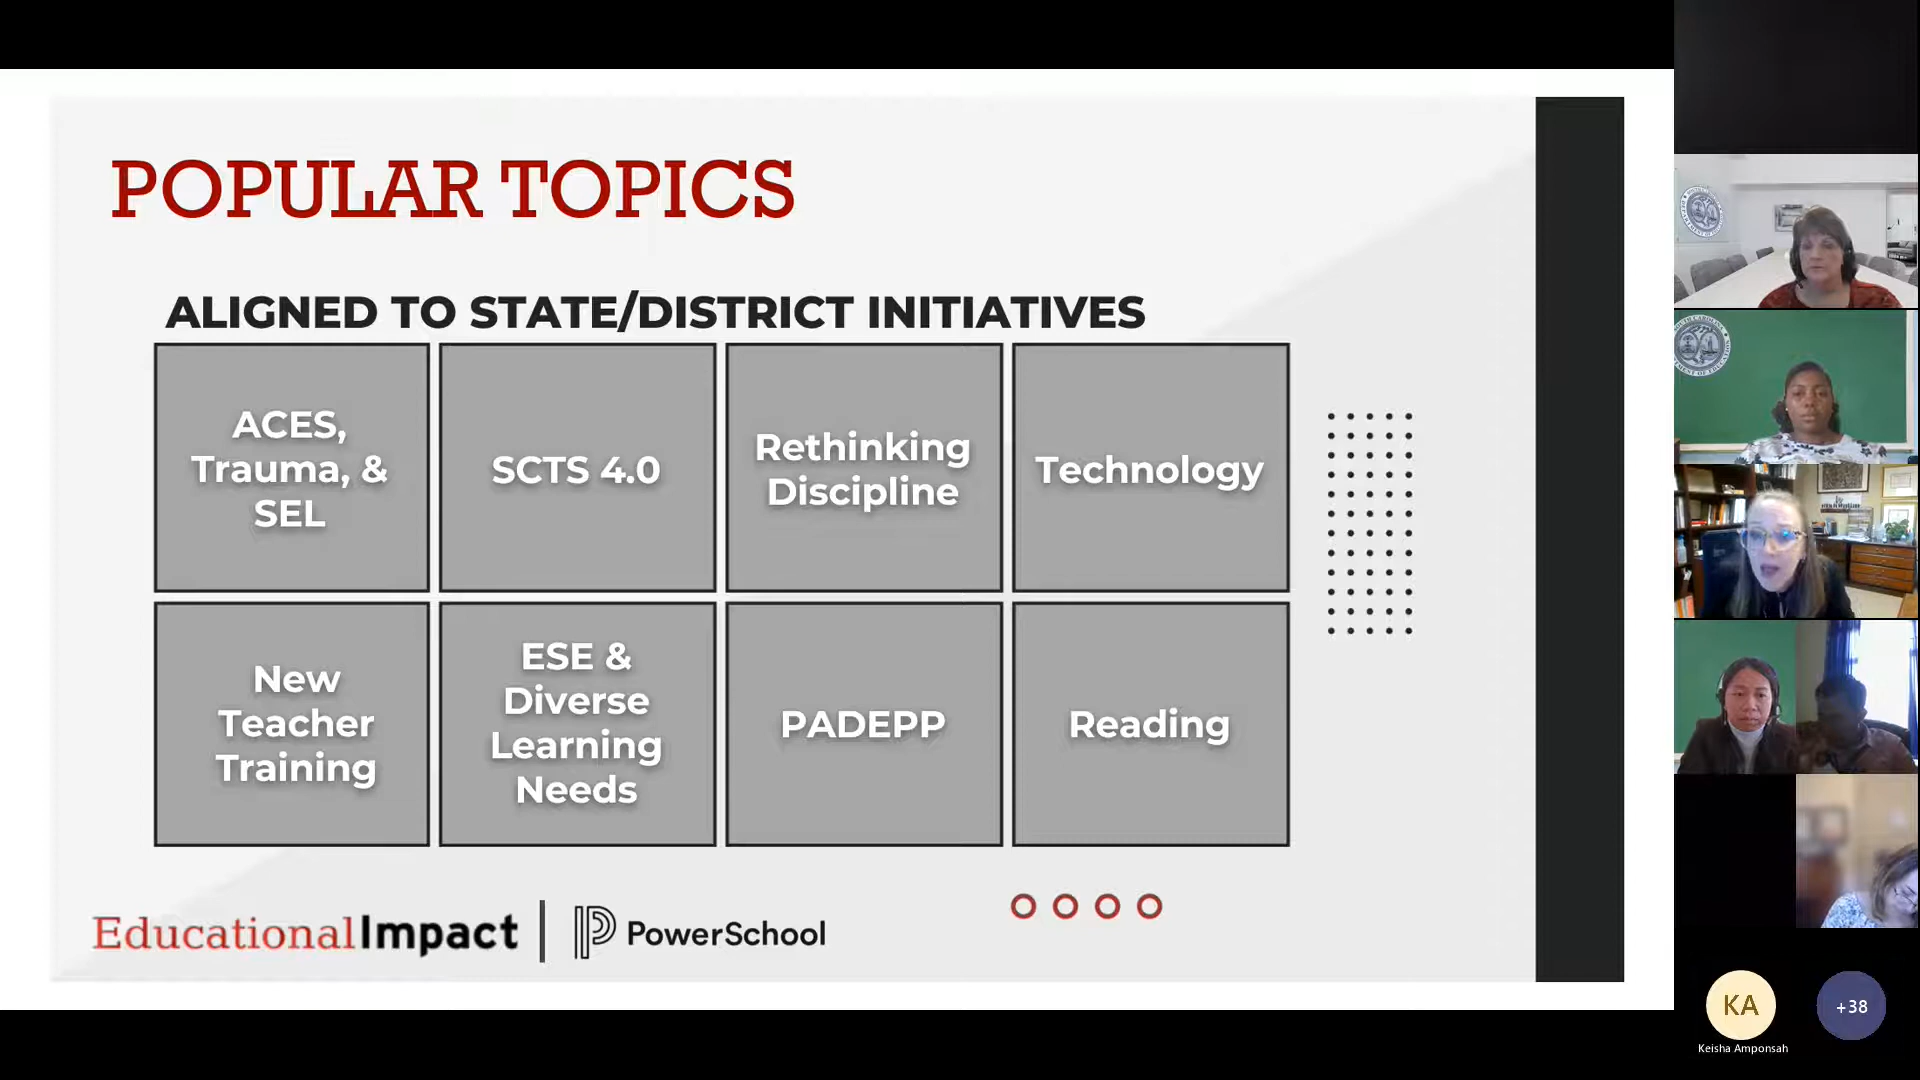 POPULAR TOPICS
ALIGNED TO STATE/DISTRICT INITIATIVES
ACES,
Trauma, &
SEL
SCTS 4.0
Rethinking
Discipline
Technology
New
Teacher
Training
ESE &
Diverse
Learning
Needs
PADEPP
Reading
EducationalImpact
PowerSchool
KA
+38
Keisha Amponsah